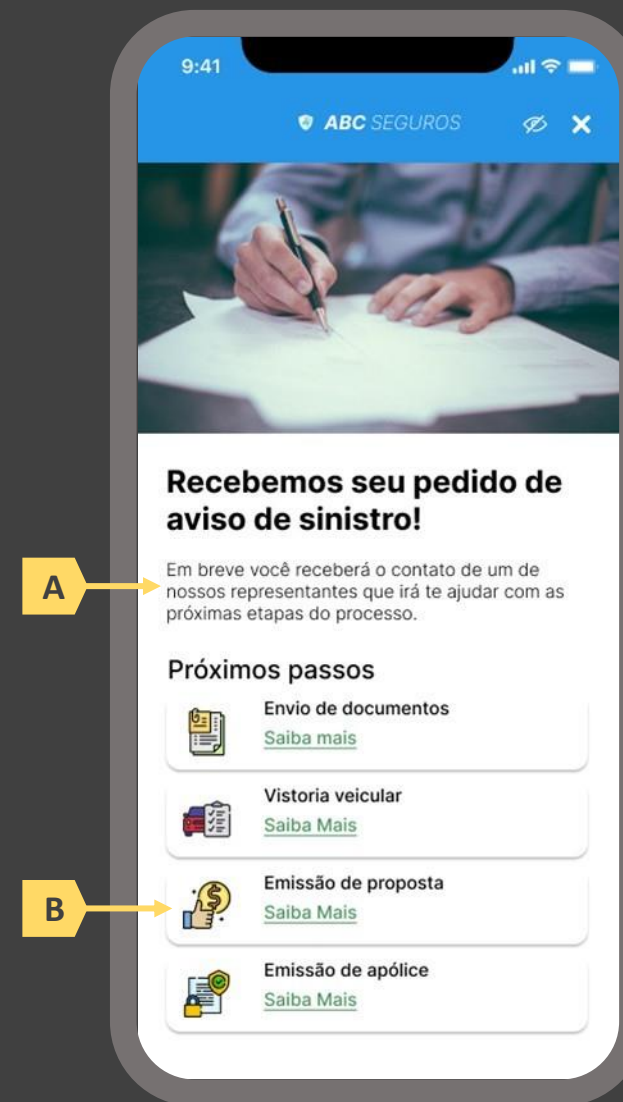 9:41
ABC SEGUROS
Recebemos seu pedido de
aviso de sinistro!
A
Em breve você receberá o contato de um de
nossos representantes que irá te ajudar com as
próximas etapas do processo.
Próximos passos
Envio de documentos
Saiba mais
Vistoria veicular
Saiba Mais
B
Emissão de proposta
Saiba Mais
Emissão de apólice
Saiba Mais